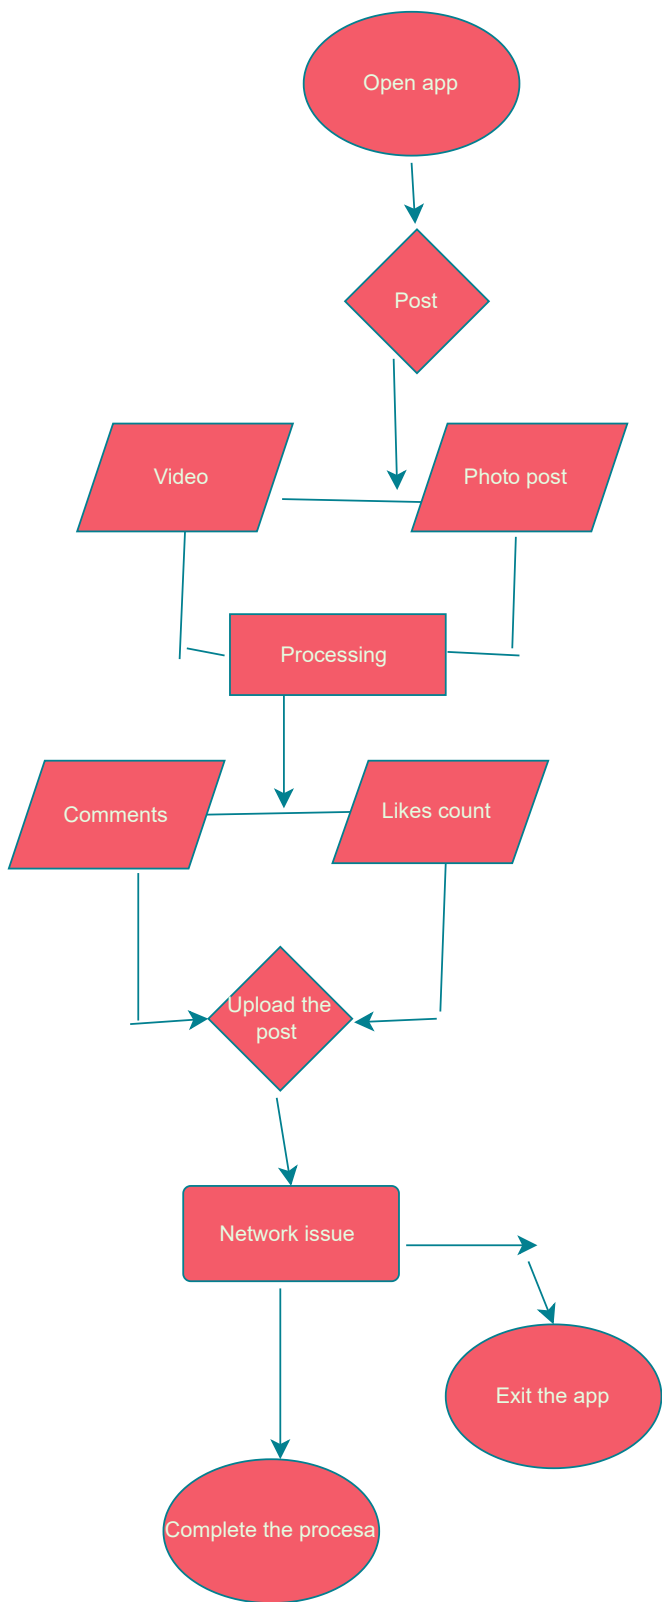 Open app
Post
Video
Photo post
Processing
Comments
Likes count
Upload the
post
Network issue
Exit the app
Complete the procesa